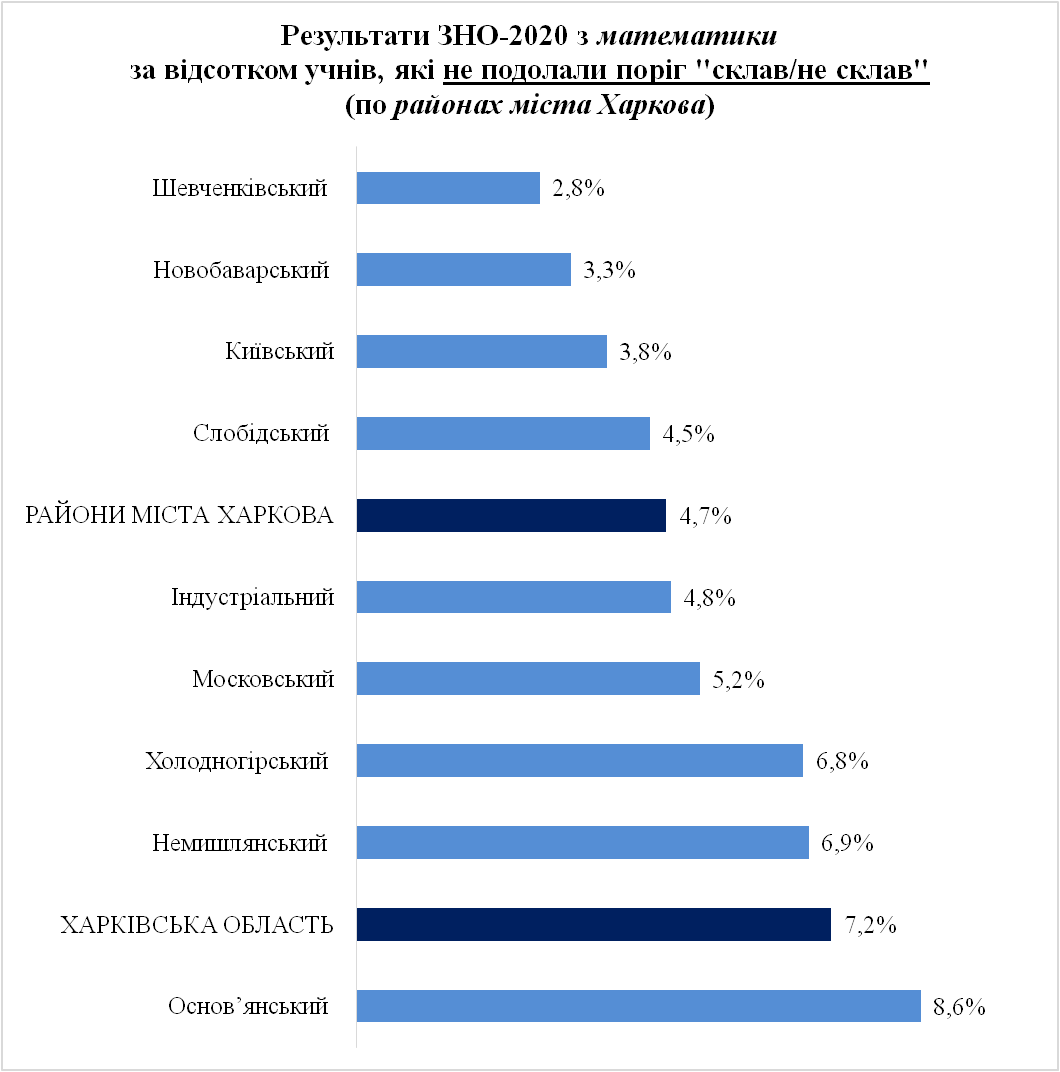 Результати ЗНО-2020 з математики
за відсотком учнів, які не подолали поріг "склав/не склав"
(по районах міста Харкова)
Шевченківський 2,8%
Новобаварський 3,3%
Київський 3,8%
Слобідський 4,5%
РАЙОНИ МІСТА ХАРКОВА 4,7%
Індустріальний 4,8%
Московський 5,2%
Холодногірський 6,8%
Немишлянський 6,9%
ХАРКІВСЬКА ОБЛАСТЬ 7,2%
Основ’янський 8,6%